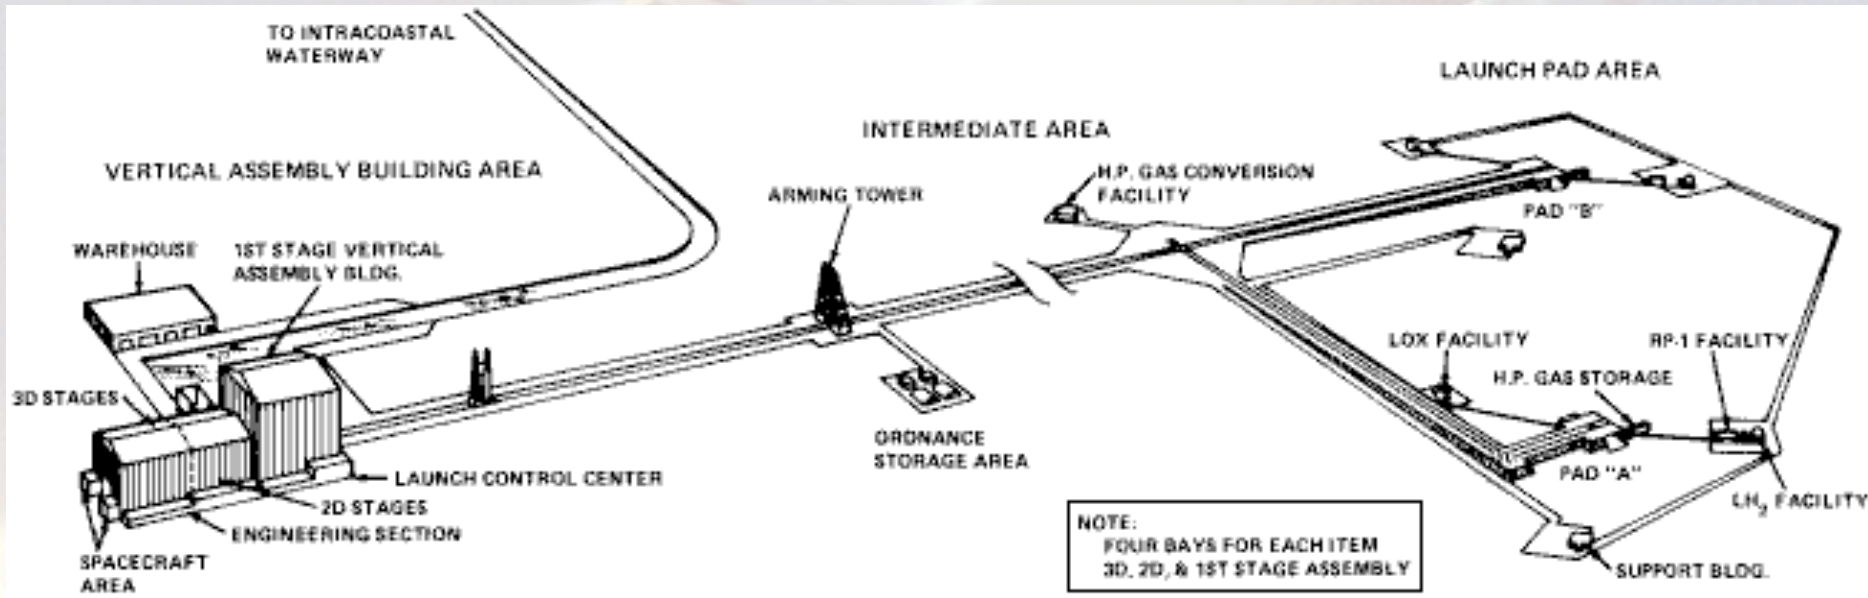 TO INTRACOASTAL
WATERWAY
LAUNCH PAD AREA
INTERMEDIATE AREA
VERTICAL ASSEMBLY BUILDING AREA
ARMING TOWER
H.P. GAS CONVERSION
FACILITY
PAD "B"
WAREHOUSE
1ST STAGE VERTICAL
ASSEMBLY BLDG.
LOX FACILITY
RP-1 FACILITY
H.P. GAS STORAGE
3D STAGES
ORDNANCE
STORAGE AREA
PAD "A"
LAUNCH CONTROL CENTER
2D STAGES
ENGINEERING SECTION
LH2 FACILITY
SPACECRAFT
AREA
NOTE:
FOUR BAYS FOR EACH ITEM
3D, 2D, & 1ST STAGE ASSEMBLY
SUPPORT BLDG.